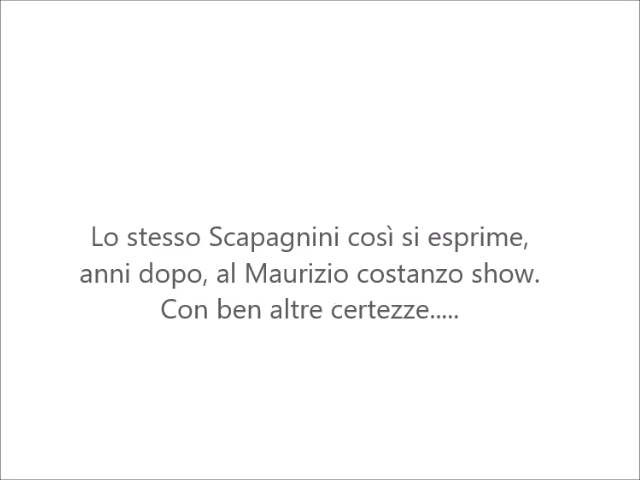 Lo stesso Scapagnini così si esprime,
anni dopo, al Maurizio costanzo show.
Con ben altre certezze.....